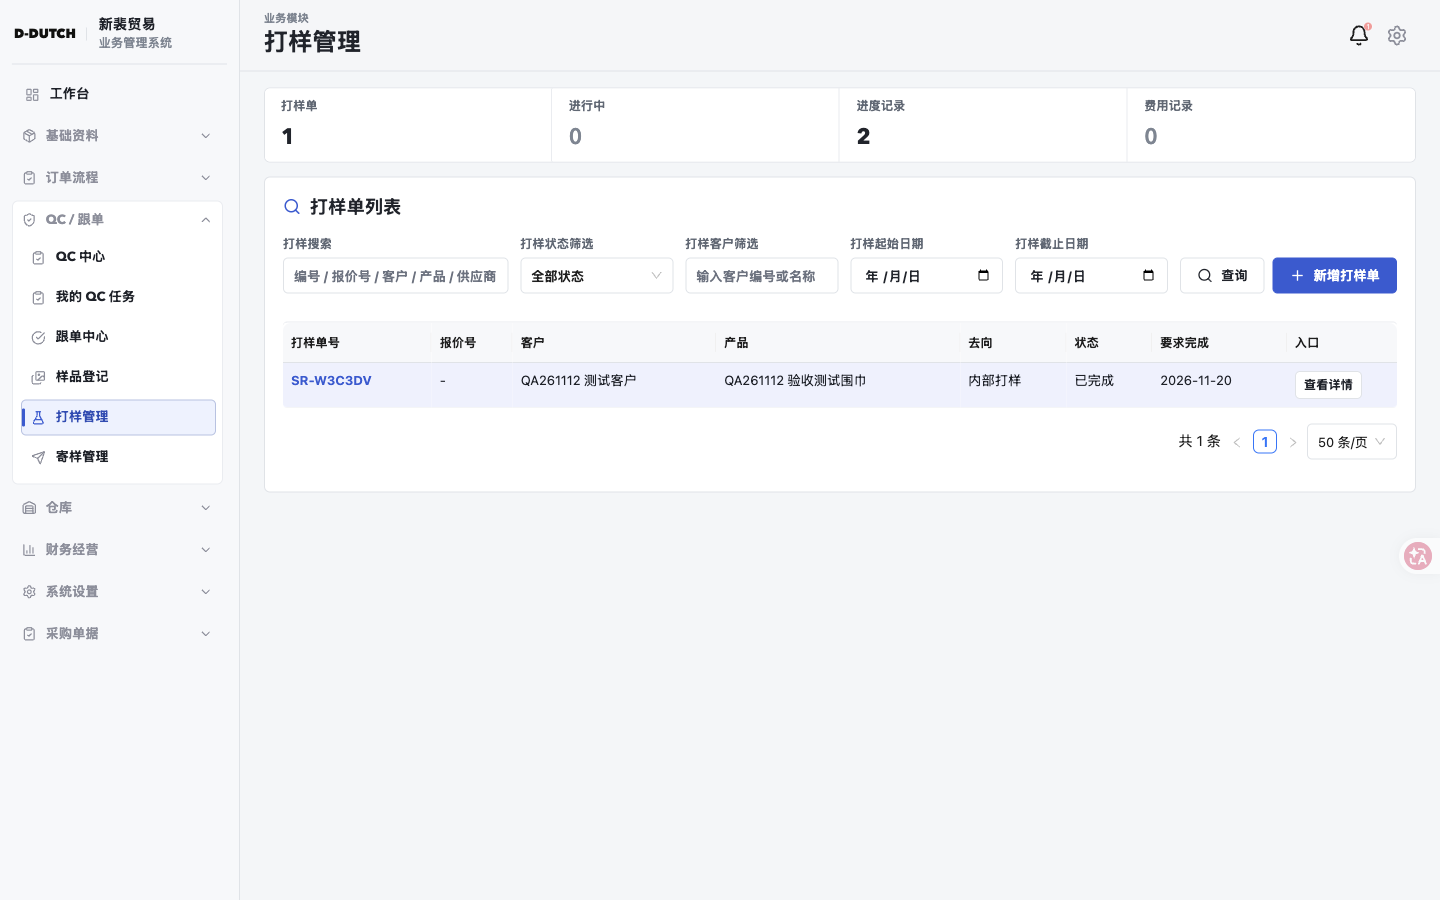 D-DUTCH
新裴贸易
业务管理系统
工作台
基础资料
订单流程
QC / 跟单
QC 中心
我的 QC 任务
跟单中心
样品登记
打样管理
寄样管理
仓库
财务经营
系统设置
采购单据
业务模块
打样管理
1
打样单
1
进行中
0
进度记录
2
费用记录
0
打样单列表
打样搜索
打样状态筛选
打样客户筛选
打样起始日期
打样截止日期
编号 / 报价号 / 客户 / 产品 / 供应商
全部状态
输入客户编号或名称
年 /月/日
年 /月/日
查询
新增打样单
打样单号 报价号 客户 产品 去向 状态 要求完成 入口
SR-W3C3DV - QA261112 测试客户 QA261112 验收测试围巾 内部打样 已完成 2026-11-20 查看详情
共 1 条 1 50 条/页